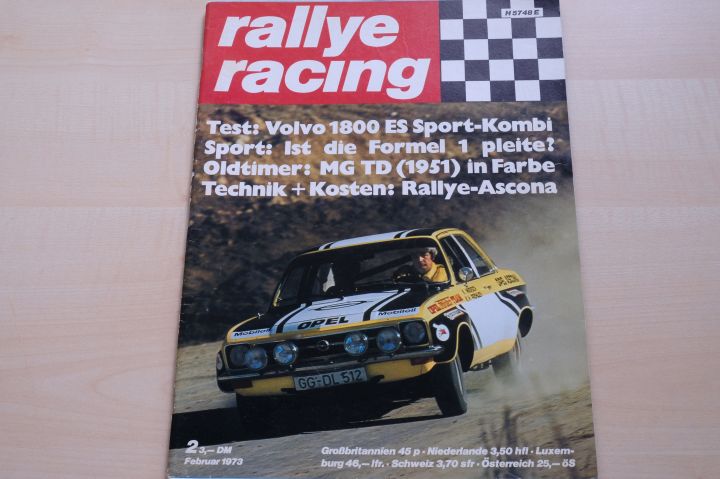 H 5748 E
rallye
racing
Test: Volvo 1800 ES Sport-Kombi
Sport: Ist die Formel 1 pleite?
Oldtimer: MG TD (1951) in Farbe
Technik + Kosten: Rallye-Ascona
Mobiloil
OPEL
Mobiloil
GG-DL 512
2 3,– DM
Februar 1973
Großbritannien 45 p · Niederlande 3,50 hfl · Luxem-
burg 46,– lfr. · Schweiz 3,70 sfr · Österreich 25,– öS